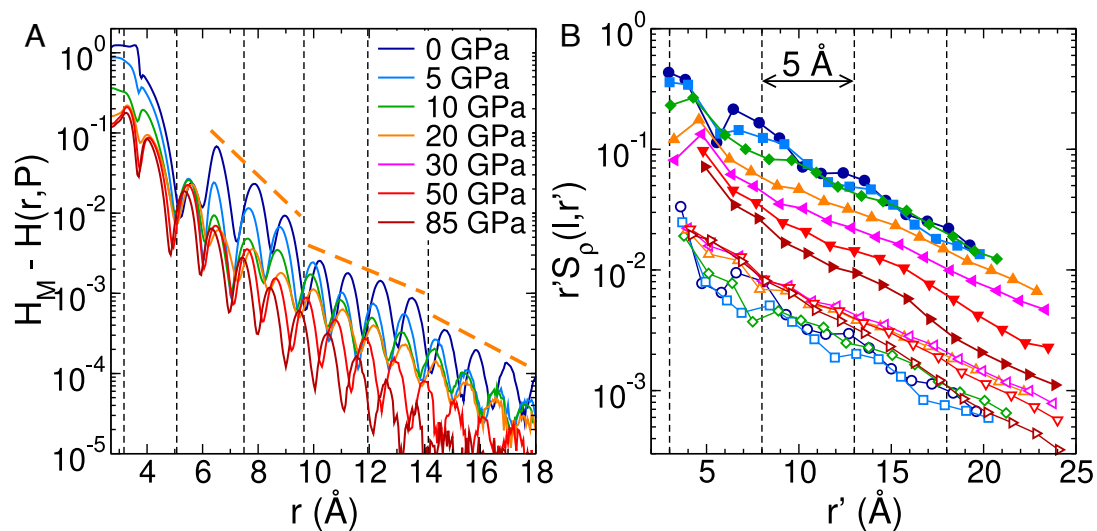 A
H_M - H(r,P)
10^0
10^-1
10^-2
10^-3
10^-4
10^-5
0 GPa
5 GPa
10 GPa
20 GPa
30 GPa
50 GPa
85 GPa
4 6 8 10 12 14 16 18
r (Å)
B
5 Å
r'S_ρ(l,r')
10^0
10^-1
10^-2
10^-3
5 10 15 20 25
r' (Å)